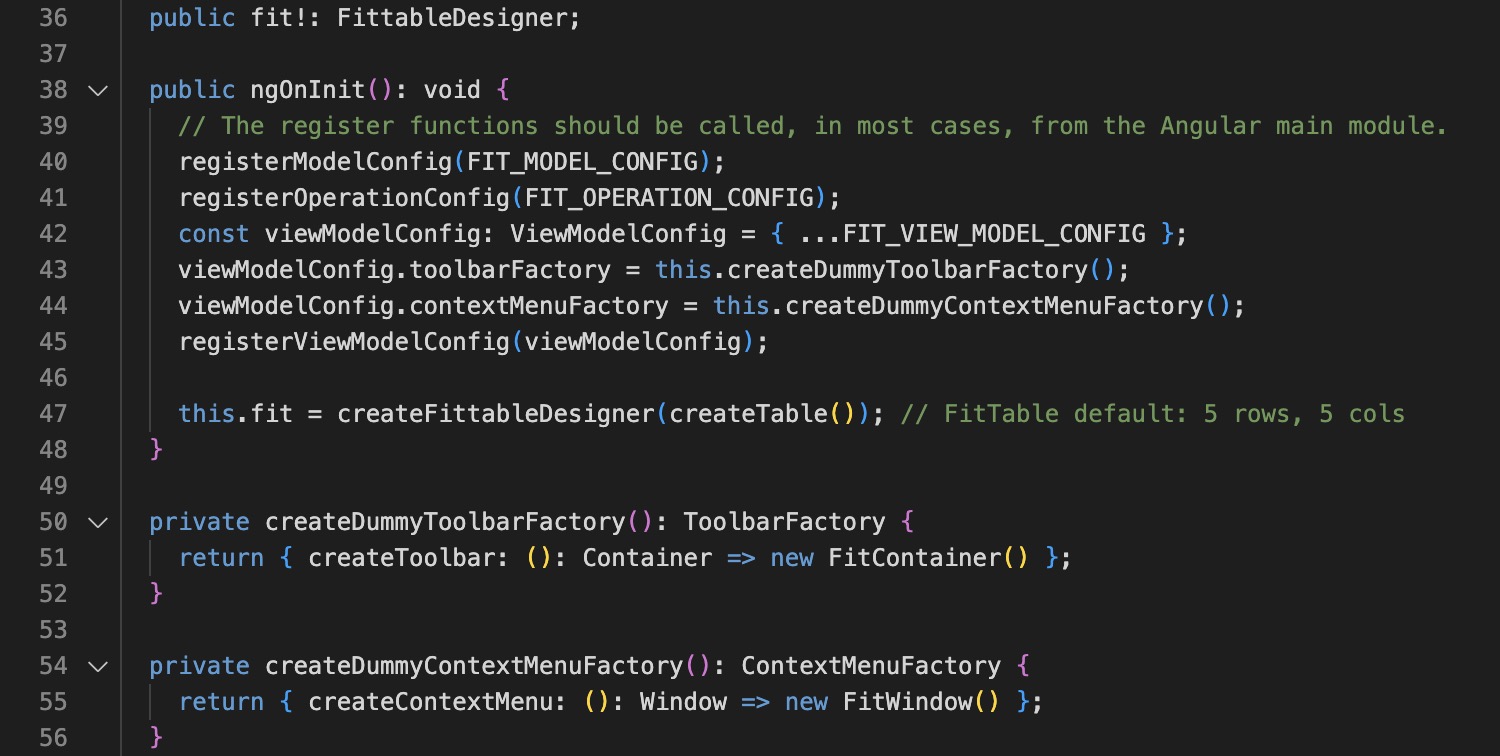 36 public fit!: FittableDesigner;
37
38 public ngOnInit(): void {
39 // The register functions should be called, in most cases, from the Angular main module.
40 registerModelConfig(FIT_MODEL_CONFIG);
41 registerOperationConfig(FIT_OPERATION_CONFIG);
42 const viewModelConfig: ViewModelConfig = { ...FIT_VIEW_MODEL_CONFIG };
43 viewModelConfig.toolbarFactory = this.createDummyToolbarFactory();
44 viewModelConfig.contextMenuFactory = this.createDummyContextMenuFactory();
45 registerViewModelConfig(viewModelConfig);
46
47 this.fit = createFittableDesigner(createTable()); // FitTable default: 5 rows, 5 cols
48 }
49
50 private createDummyToolbarFactory(): ToolbarFactory {
51 return { createToolbar: (): Container => new FitContainer() };
52 }
53
54 private createDummyContextMenuFactory(): ContextMenuFactory {
55 return { createContextMenu: (): Window => new FitWindow() };
56 }